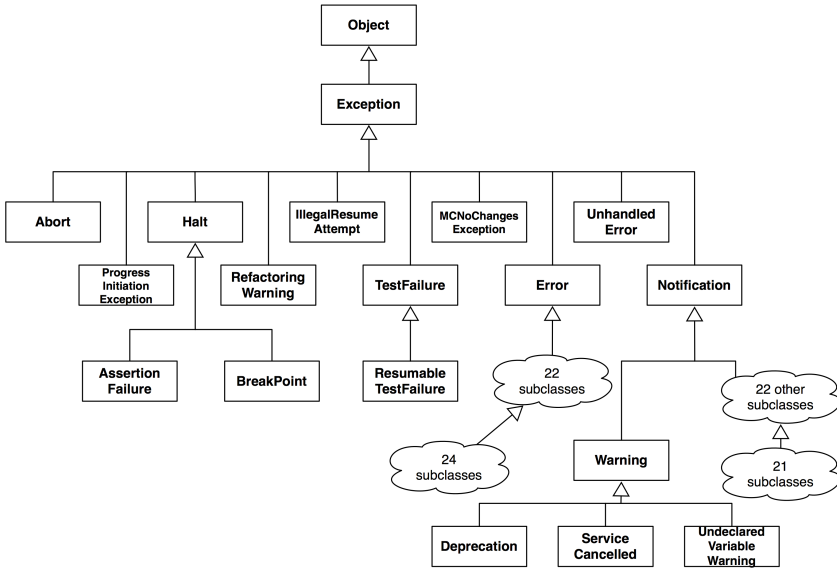 Object
Exception
Abort
Halt
IllegalResume
Attempt
MCNoChanges
Exception
Unhandled
Error
Progress
Initiation
Exception
Refactoring
Warning
TestFailure
Error
Notification
Assertion
Failure
BreakPoint
Resumable
TestFailure
22
subclasses
22 other
subclasses
24
subclasses
Warning
21
subclasses
Deprecation
Service
Cancelled
Undeclared
Variable
Warning